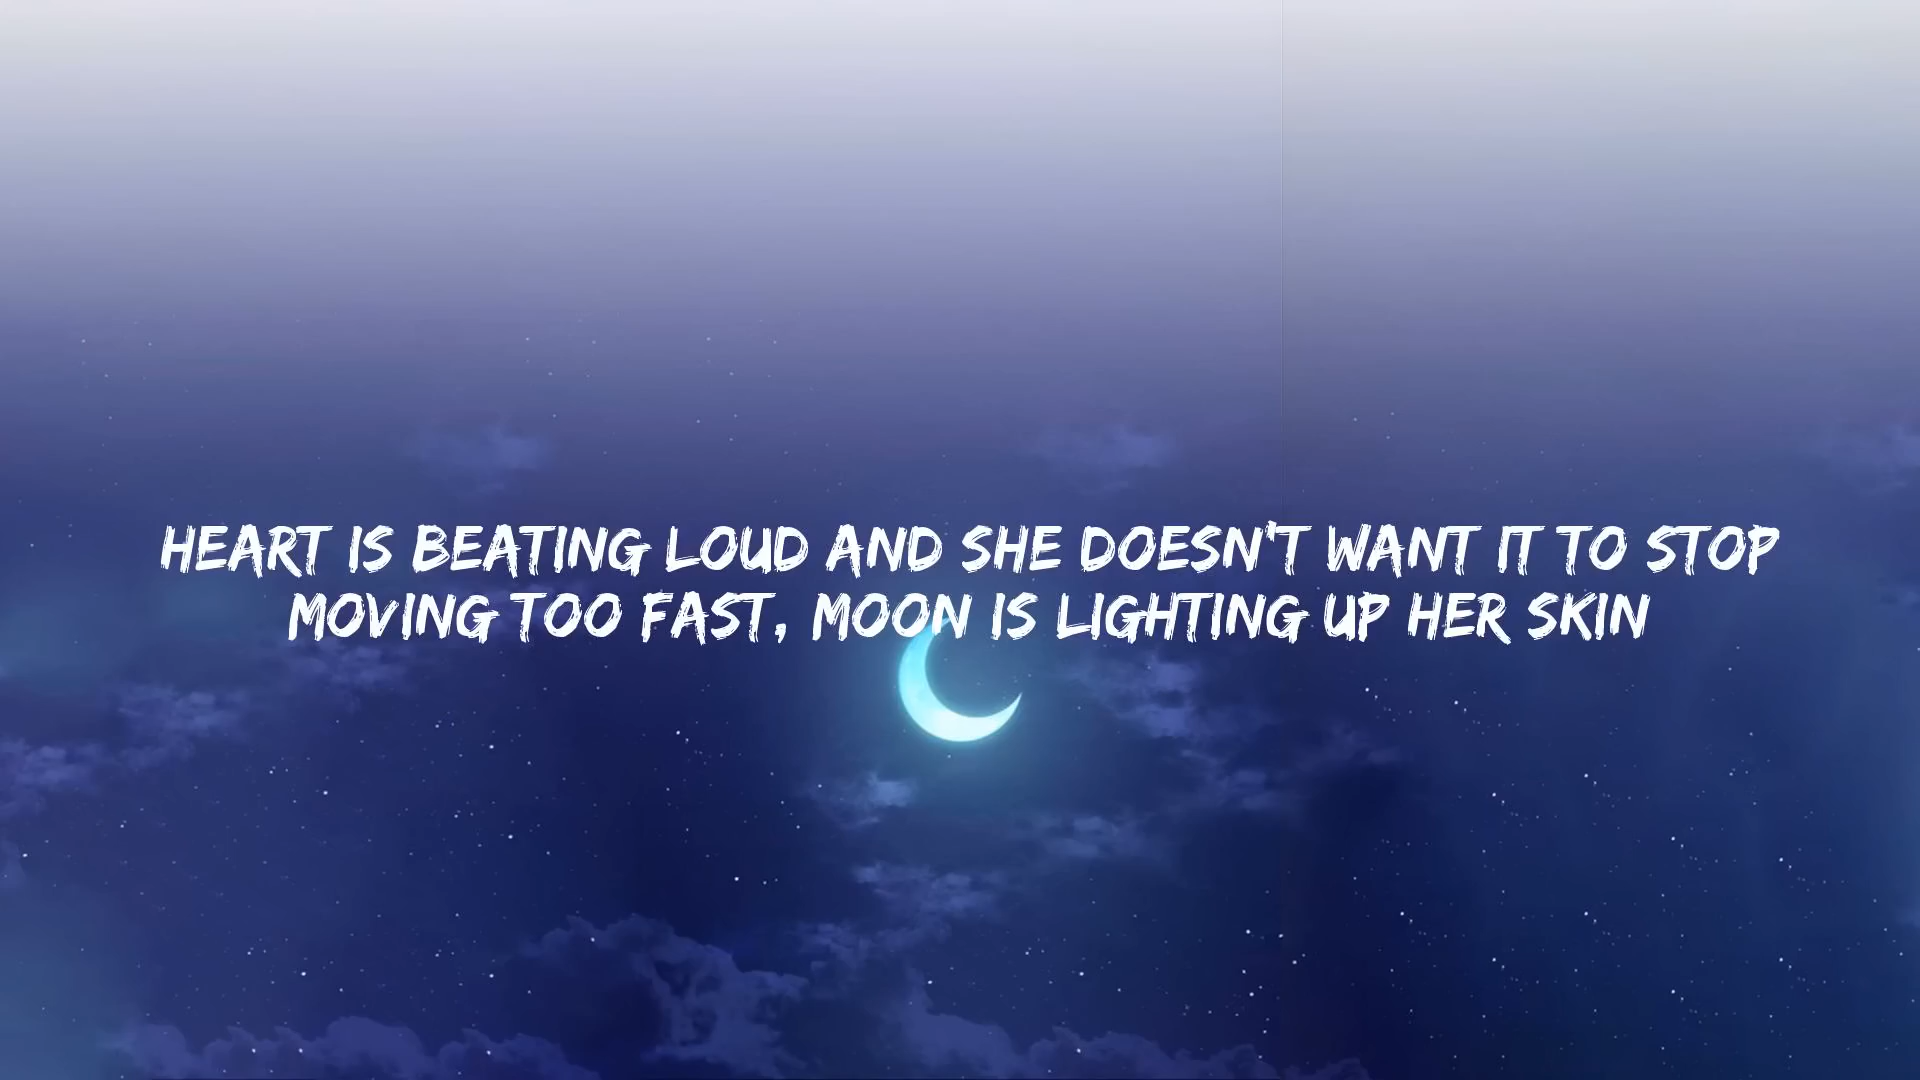 HEART IS BEATING LOUD AND SHE DOESN'T WANT IT TO STOP
MOVING TOO FAST, MOON IS LIGHTING UP HER SKIN